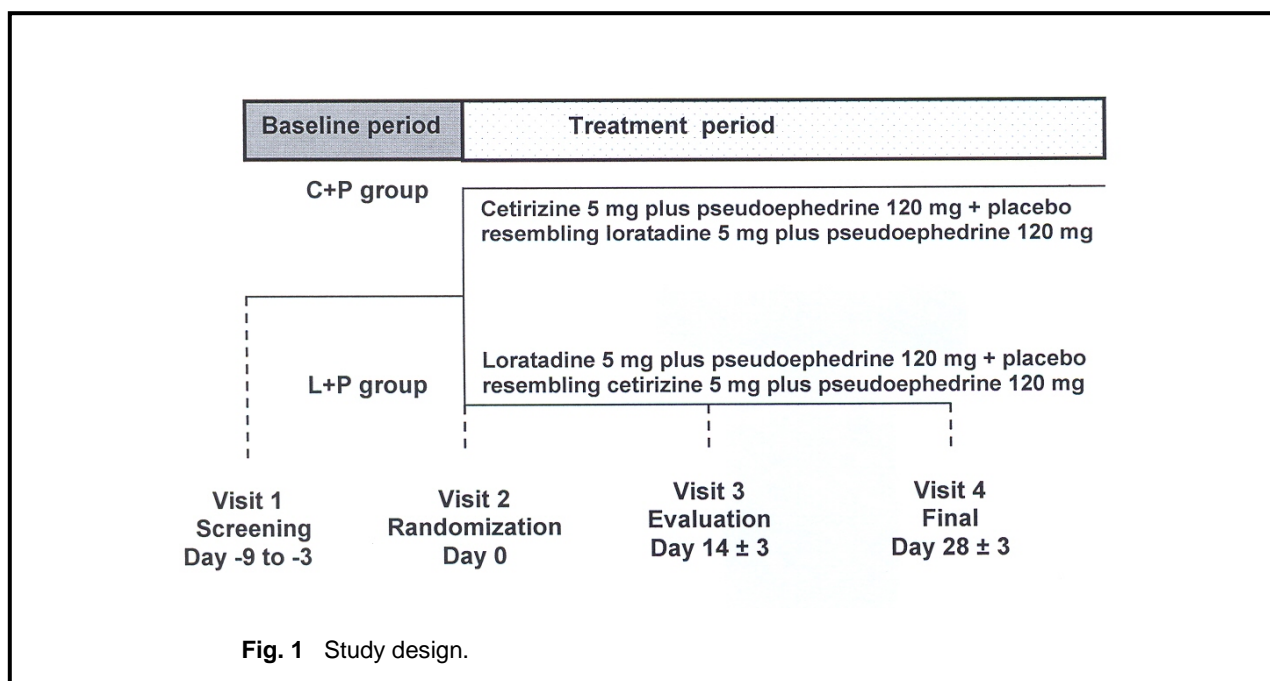 Baseline period
Treatment period
C+P group
Cetirizine 5 mg plus pseudoephedrine 120 mg + placebo
resembling loratadine 5 mg plus pseudoephedrine 120 mg
L+P group
Loratadine 5 mg plus pseudoephedrine 120 mg + placebo
resembling cetirizine 5 mg plus pseudoephedrine 120 mg
Visit 1
Screening
Day -9 to -3
Visit 2
Randomization
Day 0
Visit 3
Evaluation
Day 14 ± 3
Visit 4
Final
Day 28 ± 3
Fig. 1 Study design.